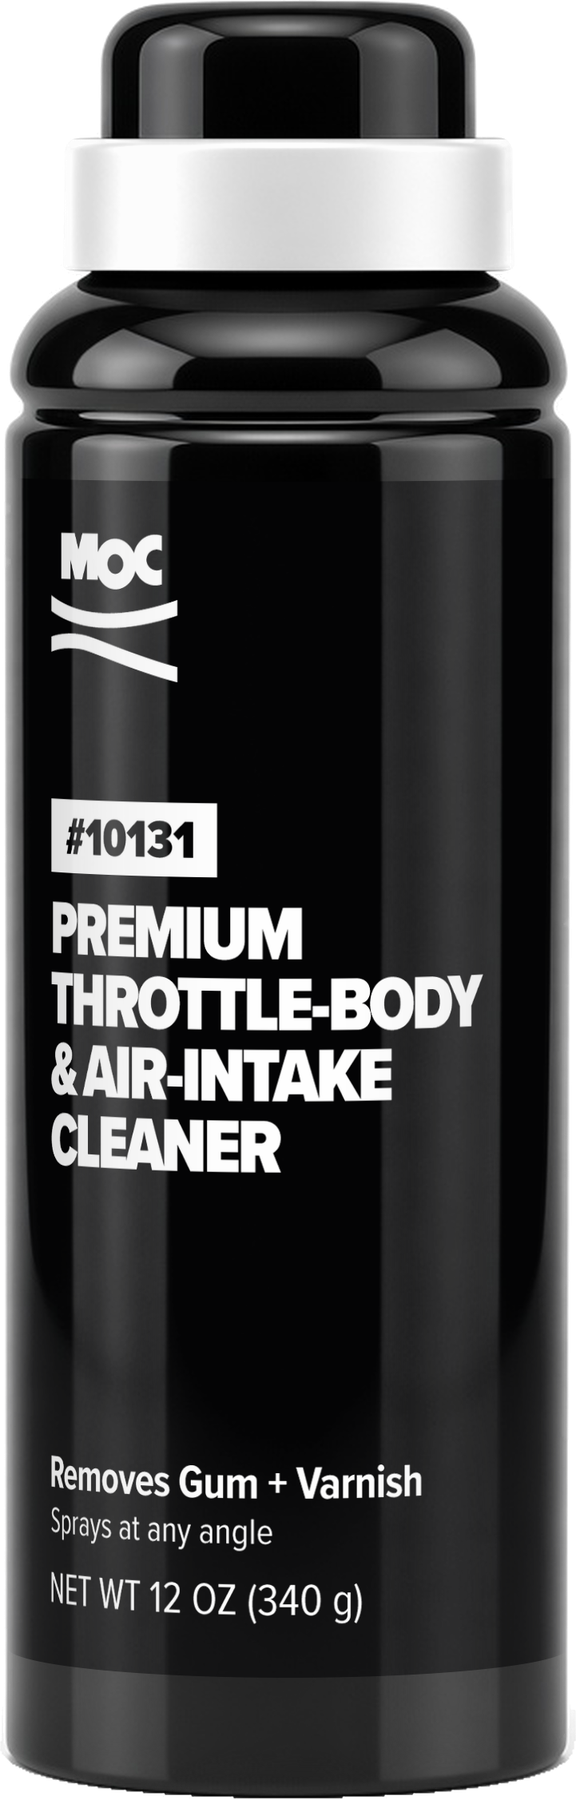 MOC
#10131
PREMIUM
THROTTLE-BODY
& AIR-INTAKE
CLEANER
Removes Gum + Varnish
Sprays at any angle
NET WT 12 OZ (340 g)